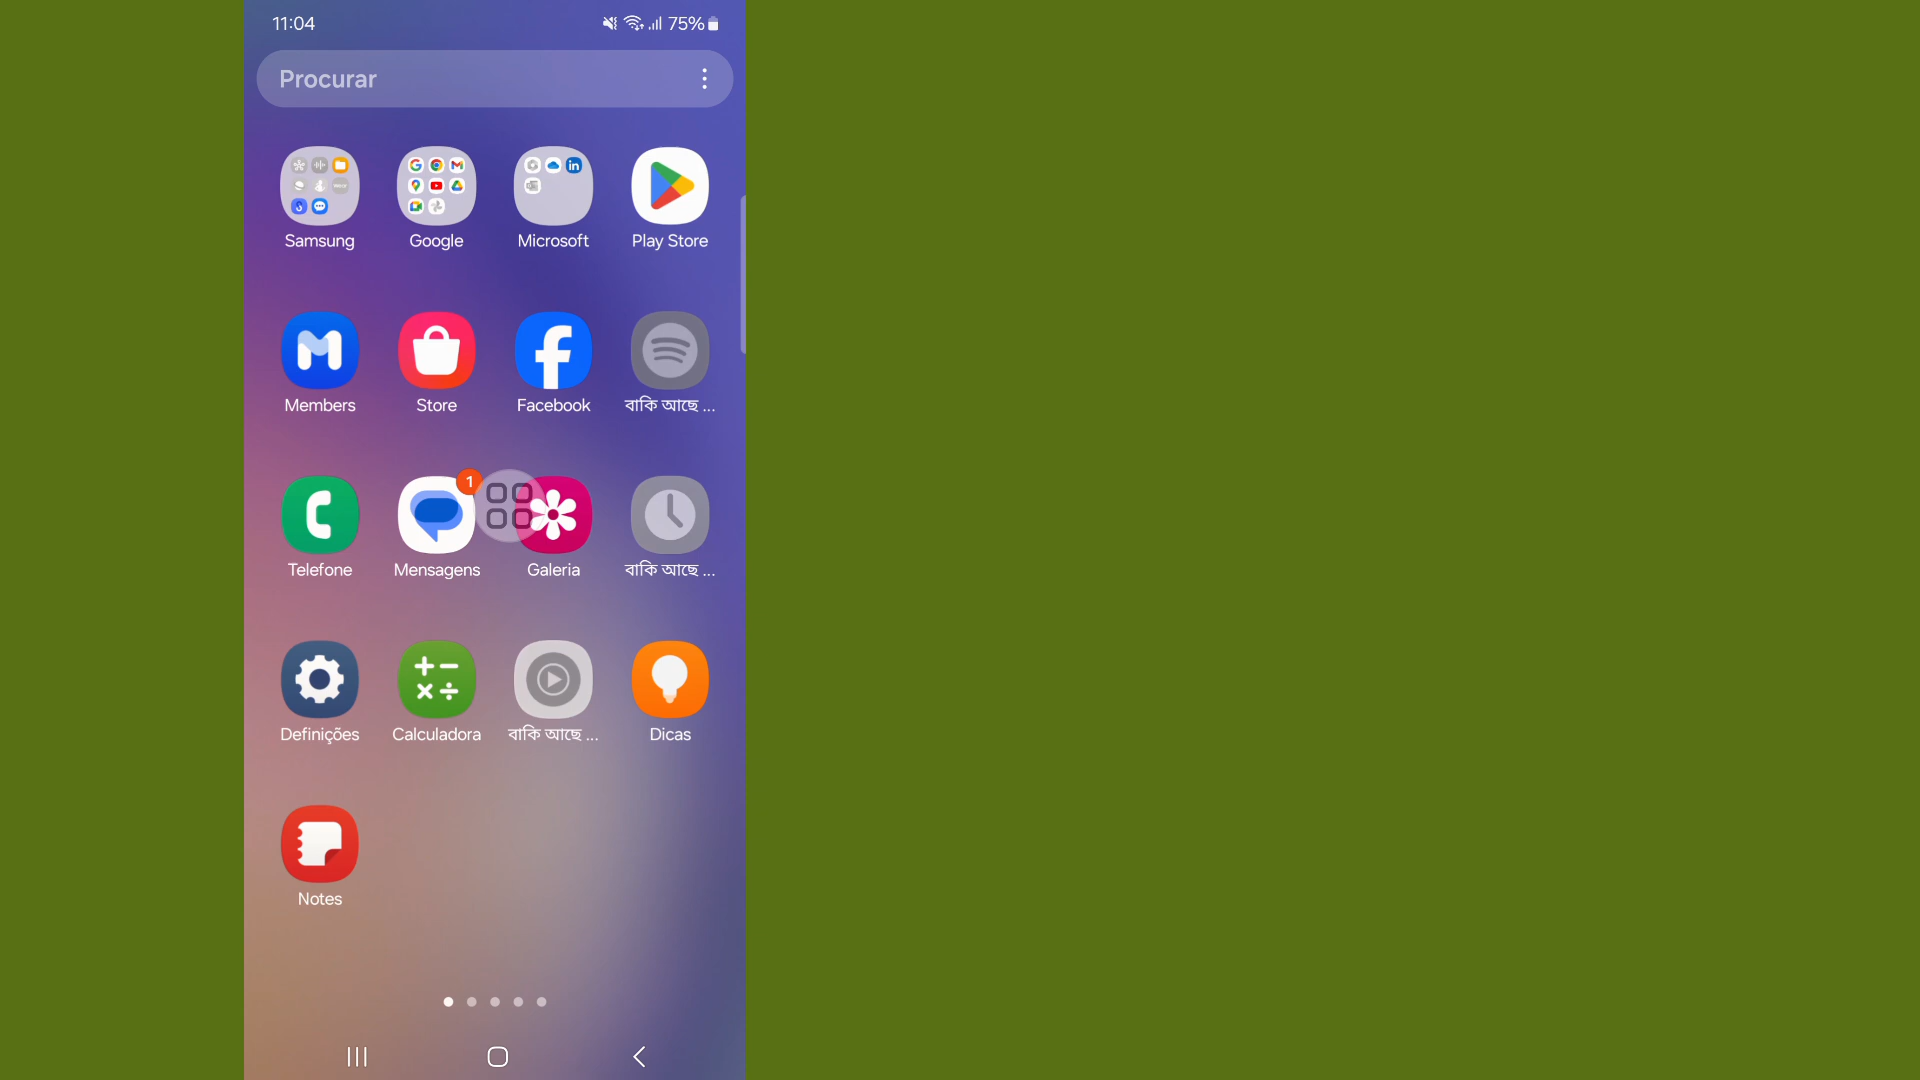 11:04
75%
Procurar
Samsung
Google
Microsoft
Play Store
Members
Store
Facebook
বাকি আছে ...
Telefone
1
Mensagens
Galeria
বাকি আছে ...
Definições
Calculadora
বাকি আছে ...
Dicas
Notes